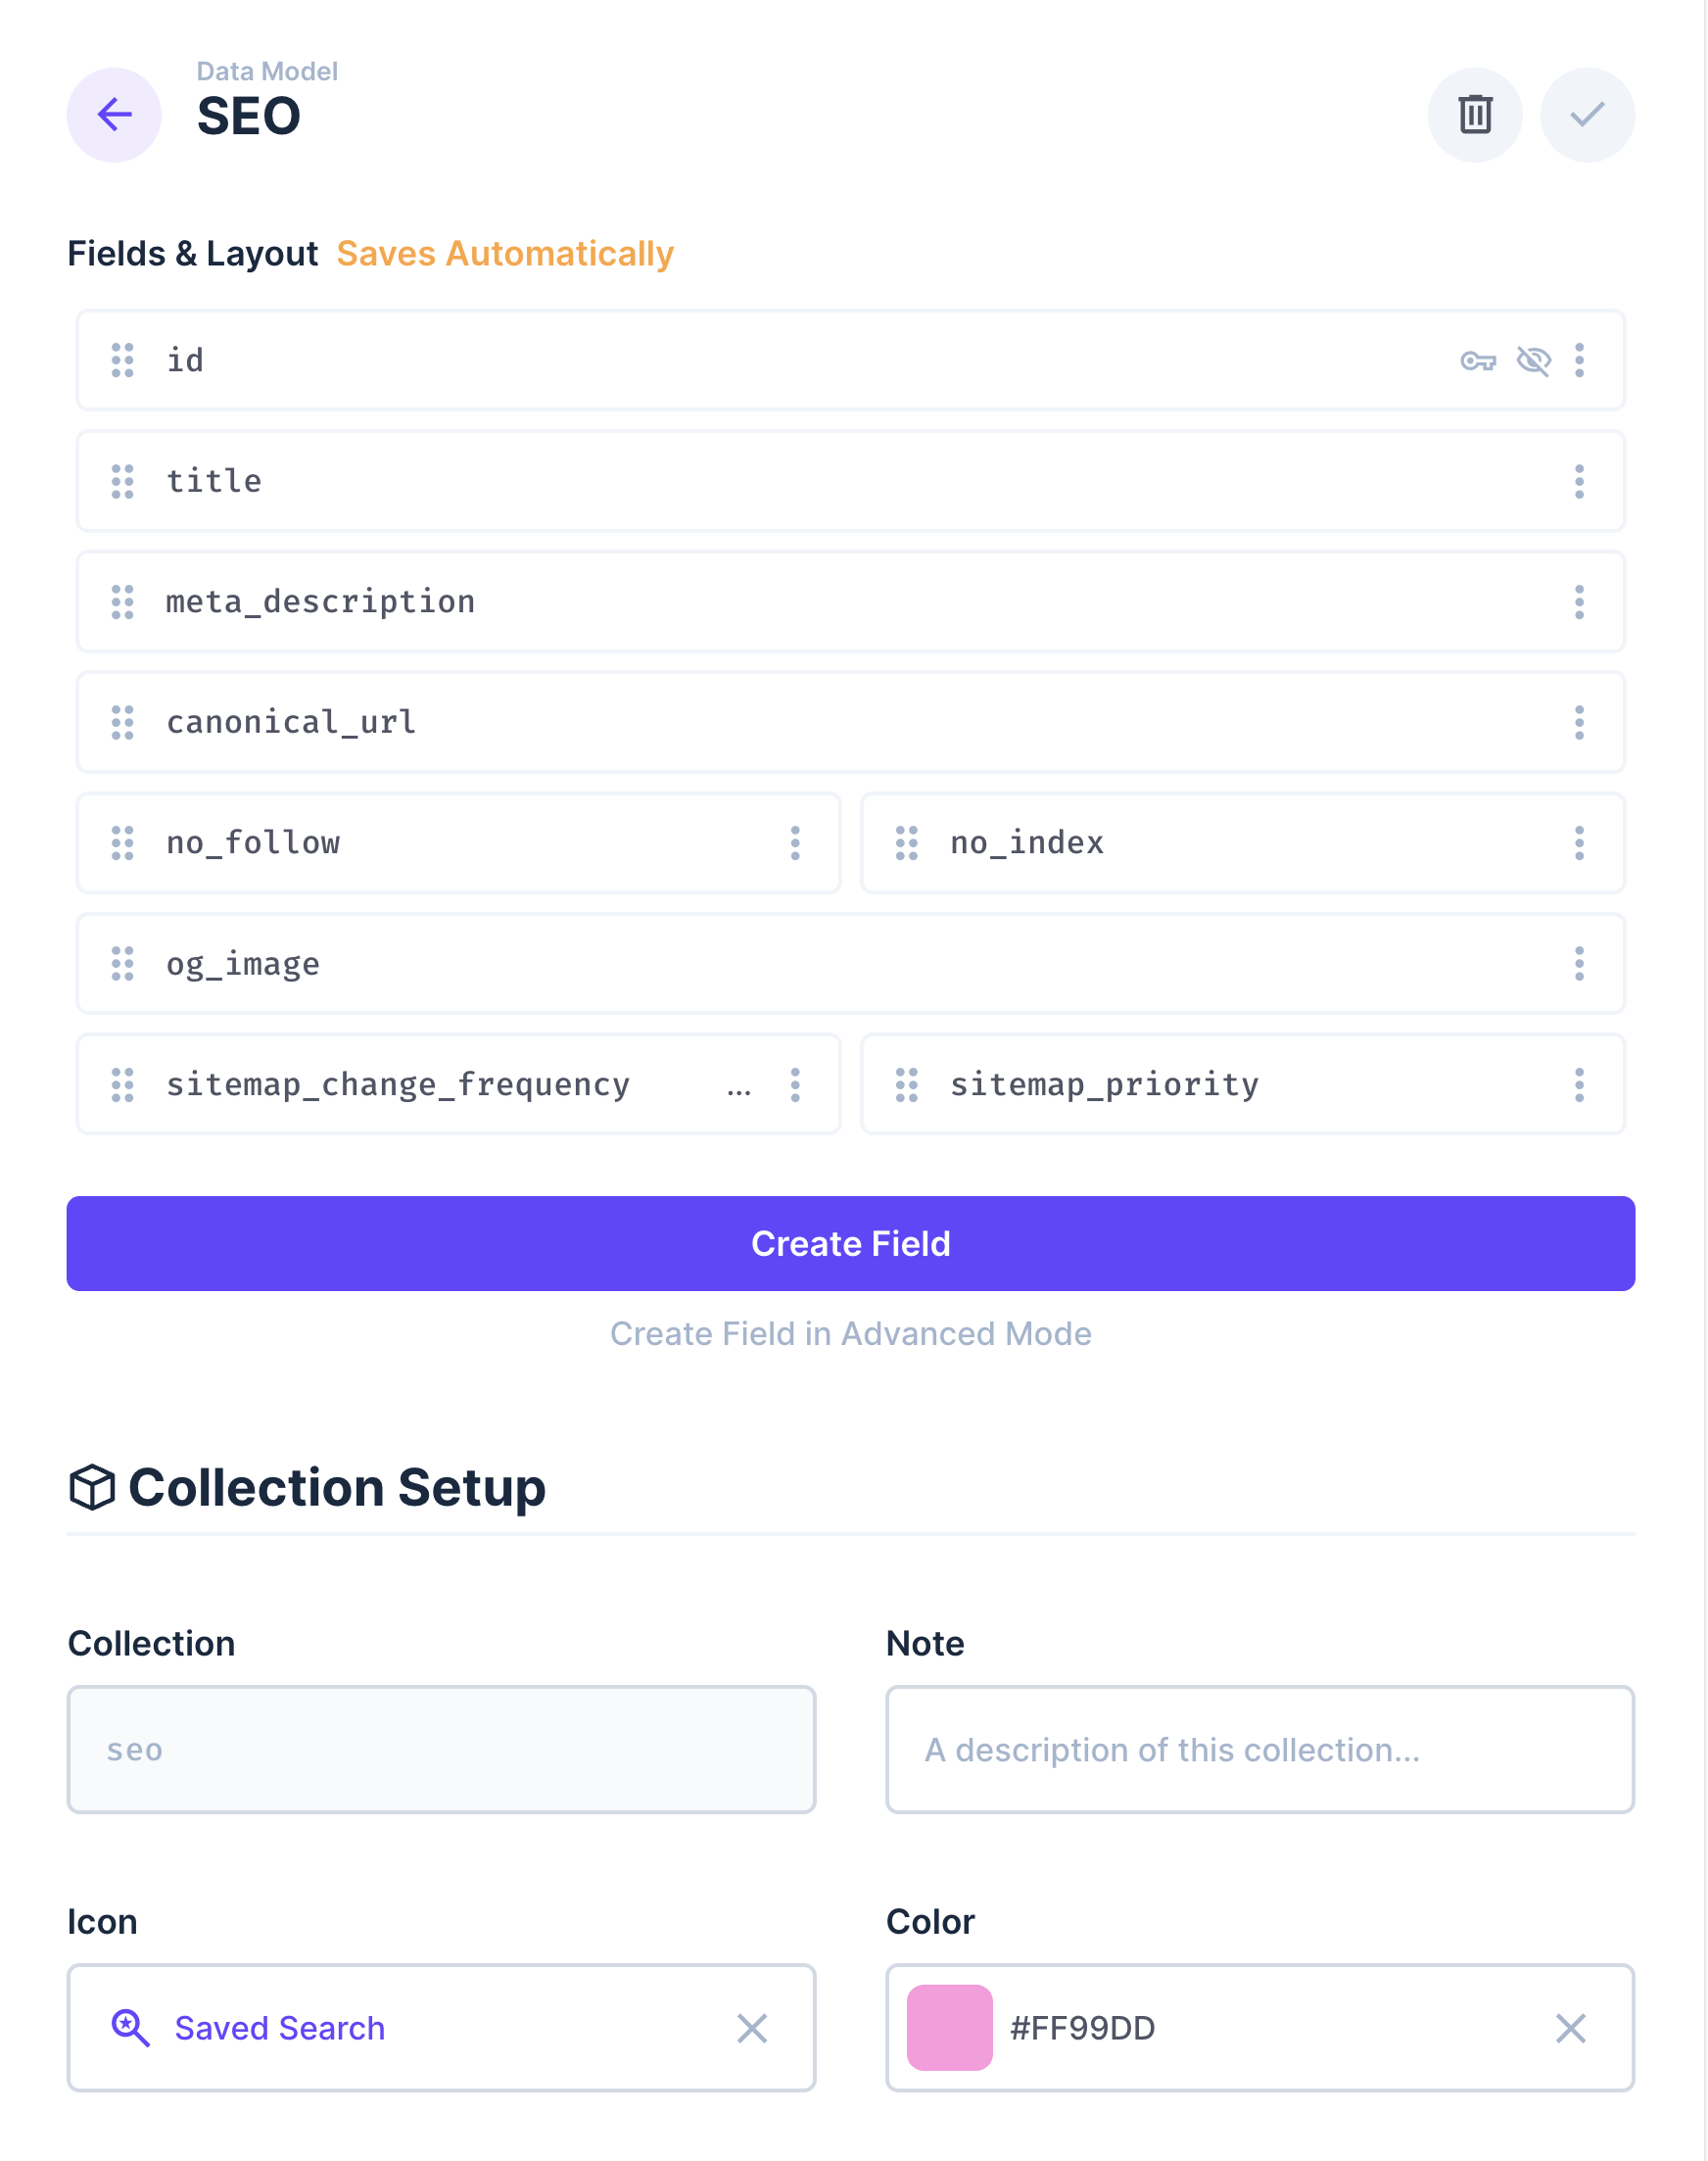 Data Model
SEO
Fields & Layout Saves Automatically
id
title
meta_description
canonical_url
no_follow
no_index
og_image
sitemap_change_frequency ...
sitemap_priority
Create Field
Create Field in Advanced Mode
Collection Setup
Collection
Note
seo
A description of this collection...
Icon
Color
Saved Search
#FF99DD